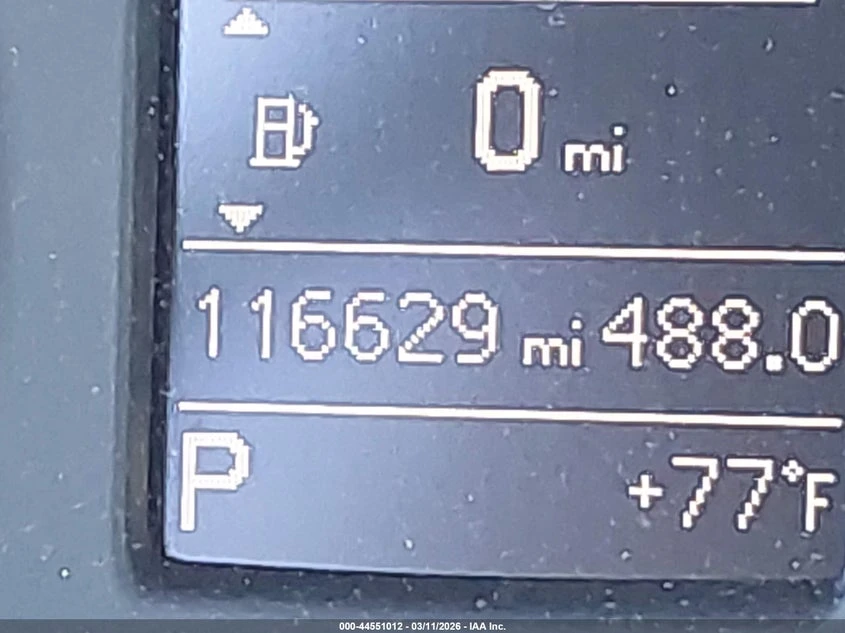 0 mi
116629 mi 488.0
P +77°F
000-44551012 - 03/11/2026 - IAA Inc.